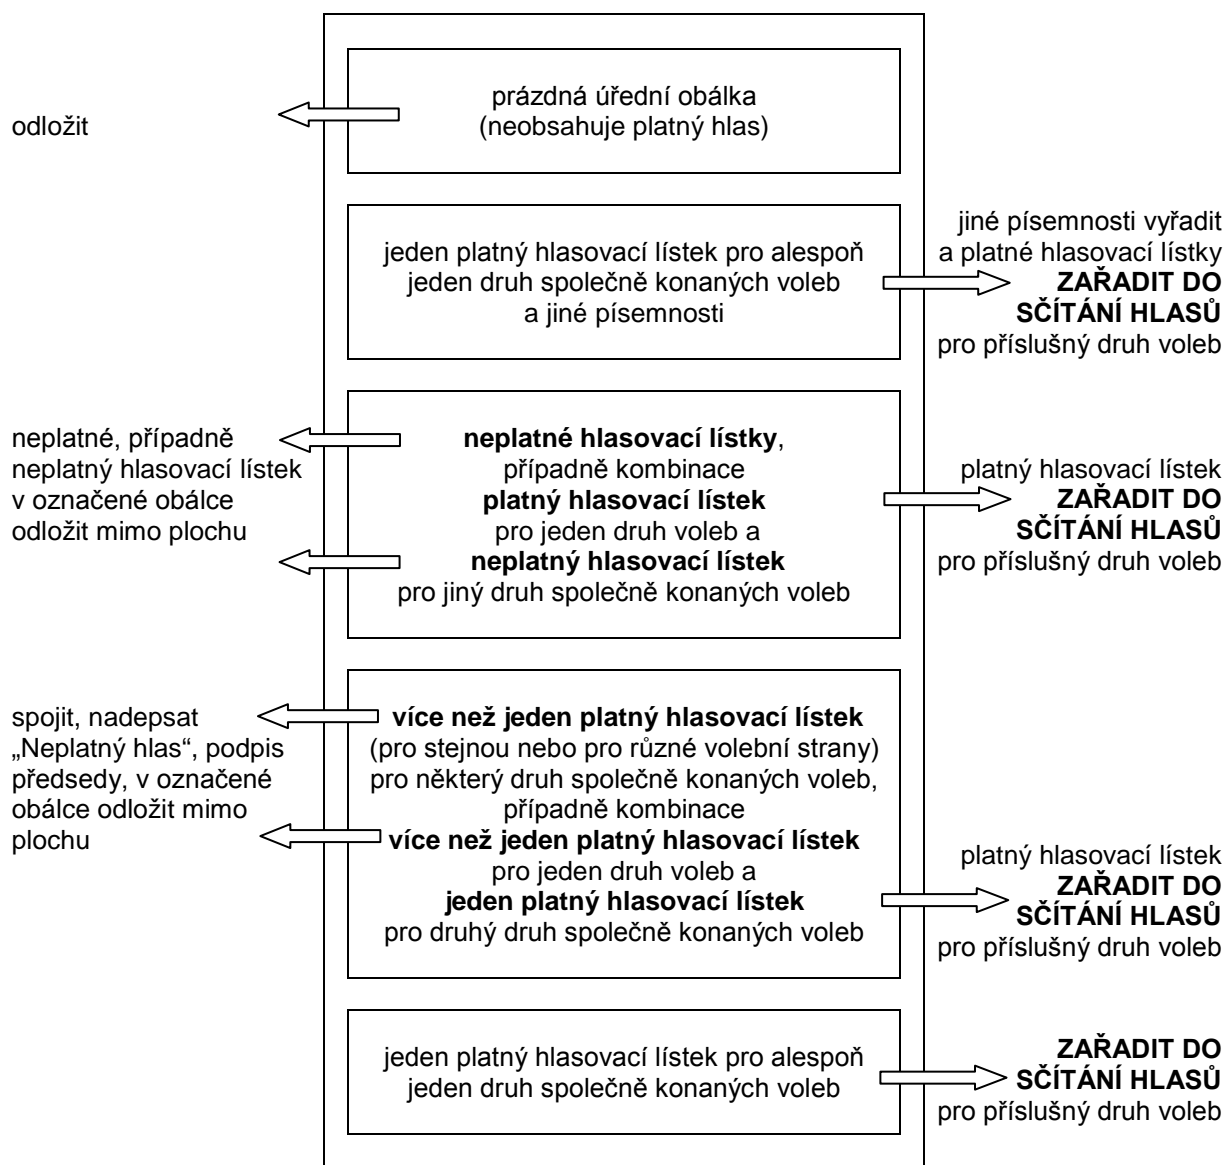 odložit
prázdná úřední obálka
(neobsahuje platný hlas)
jeden platný hlasovací lístek pro alespoň
jeden druh společně konaných voleb
a jiné písemnosti
jiné písemnosti vyřadit
a platné hlasovací lístky
ZAŘADIT DO
SČÍTÁNÍ HLASŮ
pro příslušný druh voleb
neplatné, případně
neplatný hlasovací lístek
v označené obálce
odložit mimo plochu
neplatné hlasovací lístky,
případně kombinace
platný hlasovací lístek
pro jeden druh voleb a
neplatný hlasovací lístek
pro jiný druh společně konaných voleb
platný hlasovací lístek
ZAŘADIT DO
SČÍTÁNÍ HLASŮ
pro příslušný druh voleb
spojit, nadepsat
„Neplatný hlas“, podpis
předsedy, v označené
obálce odložit mimo
plochu
více než jeden platný hlasovací lístek
(pro stejnou nebo pro různé volební strany)
pro některý druh společně konaných voleb,
případně kombinace
více než jeden platný hlasovací lístek
pro jeden druh voleb a
jeden platný hlasovací lístek
pro druhý druh společně konaných voleb
platný hlasovací lístek
ZAŘADIT DO
SČÍTÁNÍ HLASŮ
pro příslušný druh voleb
jeden platný hlasovací lístek pro alespoň
jeden druh společně konaných voleb
ZAŘADIT DO
SČÍTÁNÍ HLASŮ
pro příslušný druh voleb